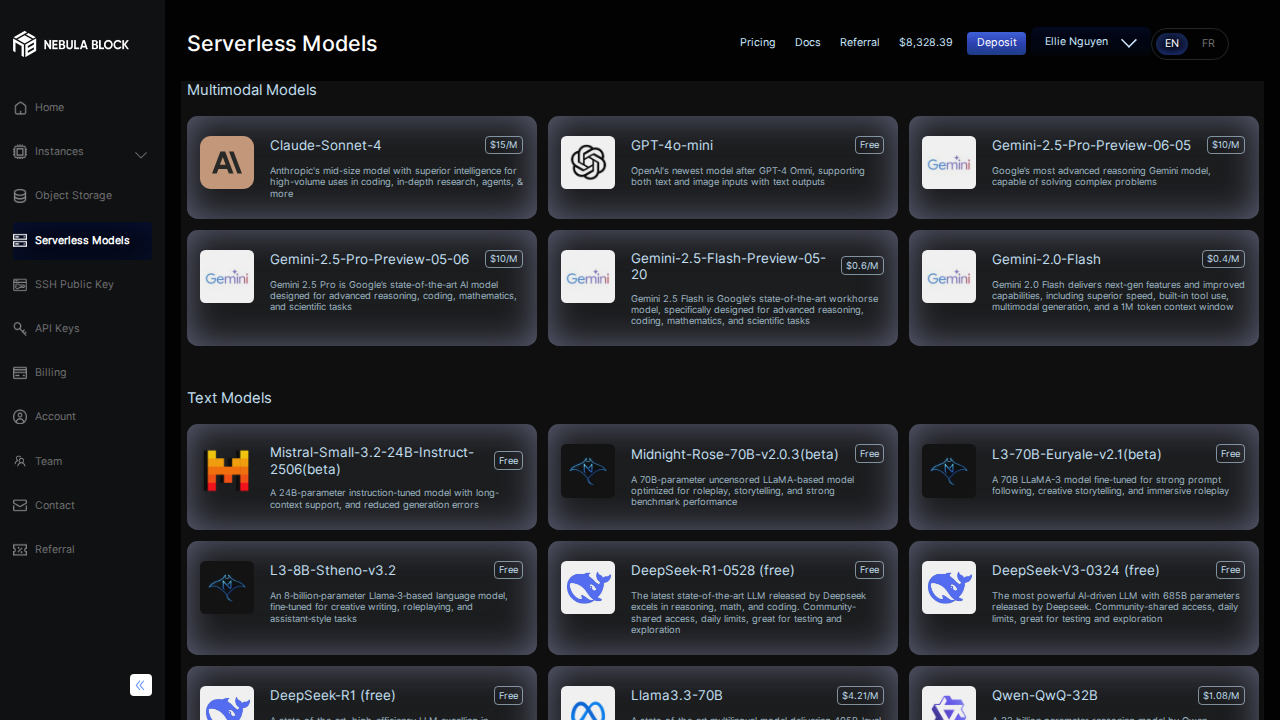 NEBULA BLOCK
Serverless Models
Pricing
Docs
Referral
$8,328.39
Deposit
Ellie Nguyen
EN
FR
Home
Instances
Object Storage
Serverless Models
SSH Public Key
API Keys
Billing
Account
Team
Contact
Referral
Multimodal Models
Claude-Sonnet-4
$15/M
Anthropic's mid-size model with superior intelligence for
high-volume uses in coding, in-depth research, agents, &
more
GPT-4o-mini
Free
OpenAI's newest model after GPT-4 Omni, supporting
both text and image inputs with text outputs
Gemini
Gemini-2.5-Pro-Preview-06-05
$10/M
Google's most advanced reasoning Gemini model,
capable of solving complex problems
Gemini
Gemini-2.5-Pro-Preview-05-06
$10/M
Gemini 2.5 Pro is Google's state-of-the-art AI model
designed for advanced reasoning, coding, mathematics,
and scientific tasks
Gemini
Gemini-2.5-Flash-Preview-05-
20
$0.6/M
Gemini 2.5 Flash is Google's state-of-the-art workhorse
model, specifically designed for advanced reasoning,
coding, mathematics, and scientific tasks
Gemini
Gemini-2.0-Flash
$0.4/M
Gemini 2.0 Flash delivers next-gen features and improved
capabilities, including superior speed, built-in tool use,
multimodal generation, and a 1M token context window
Text Models
Mistral-Small-3.2-24B-Instruct-
2506(beta)
Free
A 24B-parameter instruction-tuned model with long-
context support, and reduced generation errors
Midnight-Rose-70B-v2.0.3(beta)
Free
A 70B-parameter uncensored LLaMA-based model
optimized for roleplay, storytelling, and strong
benchmark performance
L3-70B-Euryale-v2.1(beta)
Free
A 70B LLaMA-3 model fine-tuned for strong prompt
following, creative storytelling, and immersive roleplay
L3-8B-Stheno-v3.2
Free
An 8-billion-parameter Llama-3-based language model,
fine-tuned for creative writing, roleplaying, and
assistant-style tasks
DeepSeek-R1-0528 (free)
Free
The latest state-of-the-art LLM released by Deepseek
excels in reasoning, math, and coding. Community-
shared access, daily limits, great for testing and
exploration
DeepSeek-V3-0324 (free)
Free
The most powerful AI-driven LLM with 685B parameters
released by Deepseek. Community-shared access, daily
limits, great for testing and exploration
DeepSeek-R1 (free)
Free
Llama3.3-70B
$4.21/M
Qwen-QwQ-32B
$1.08/M